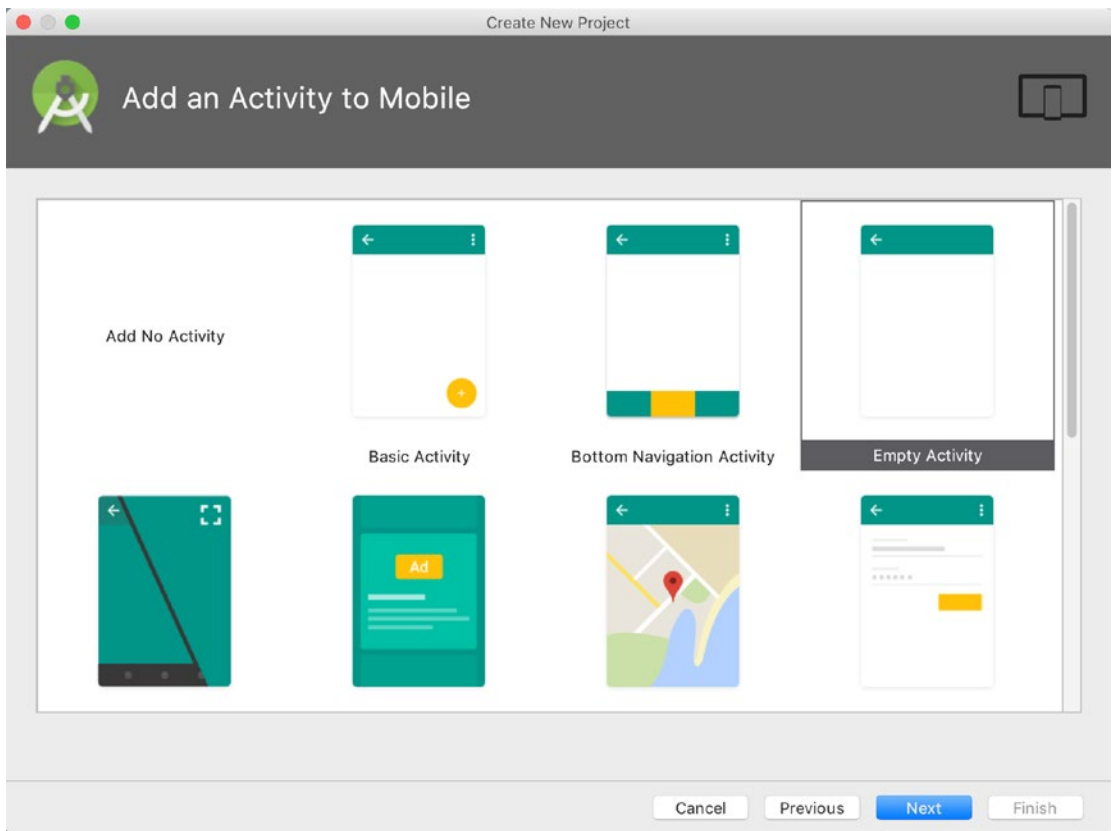 Create New Project
Add an Activity to Mobile
Add No Activity
Basic Activity
Bottom Navigation Activity
Empty Activity
Ad
Cancel
Previous
Next
Finish